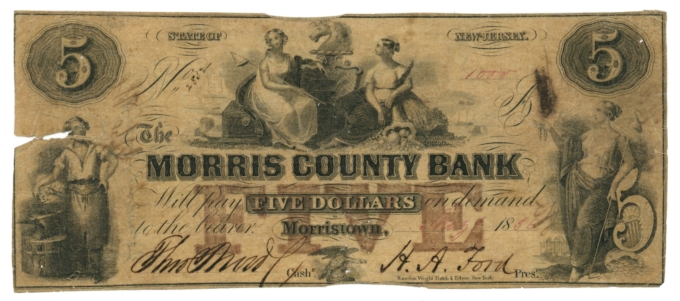 5 STATE OF NEW-JERSEY. 5
No
The
MORRIS COUNTY BANK
Will pay FIVE DOLLARS on demand
FIVE
to the bearer. Morristown, 18
Cash.r H. A. Ford Pres.t
5